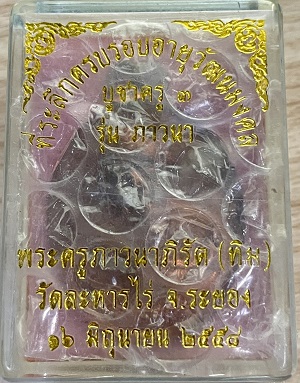 ที่ระลึกครบรอบอายุวัฒนมงคล
บูชาครู ๓
รุ่น ภาวนา
พระครูภาวนาภิรัต (ทิม)
วัดละหารไร่ จ.ระยอง
๑๖ มิถุนายน ๒๕๕๔